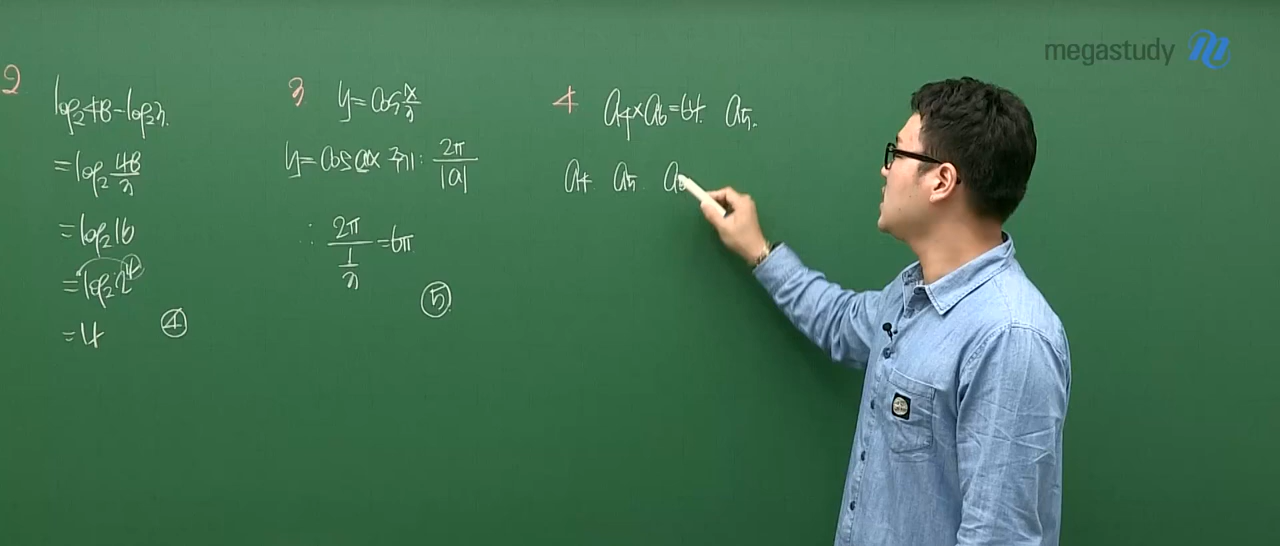 megastudy
2
log₂48-log₂3.
=log₂ 48/3
=log₂16
=log₂2⁴
=4 ④
3 y=cos x/3
y=cos ax 주기: 2π/|a|
∴ 2π/(1/3)=6π
⑤
4 a₄×a₆=64. a₅.
a₄ a₅. a₆